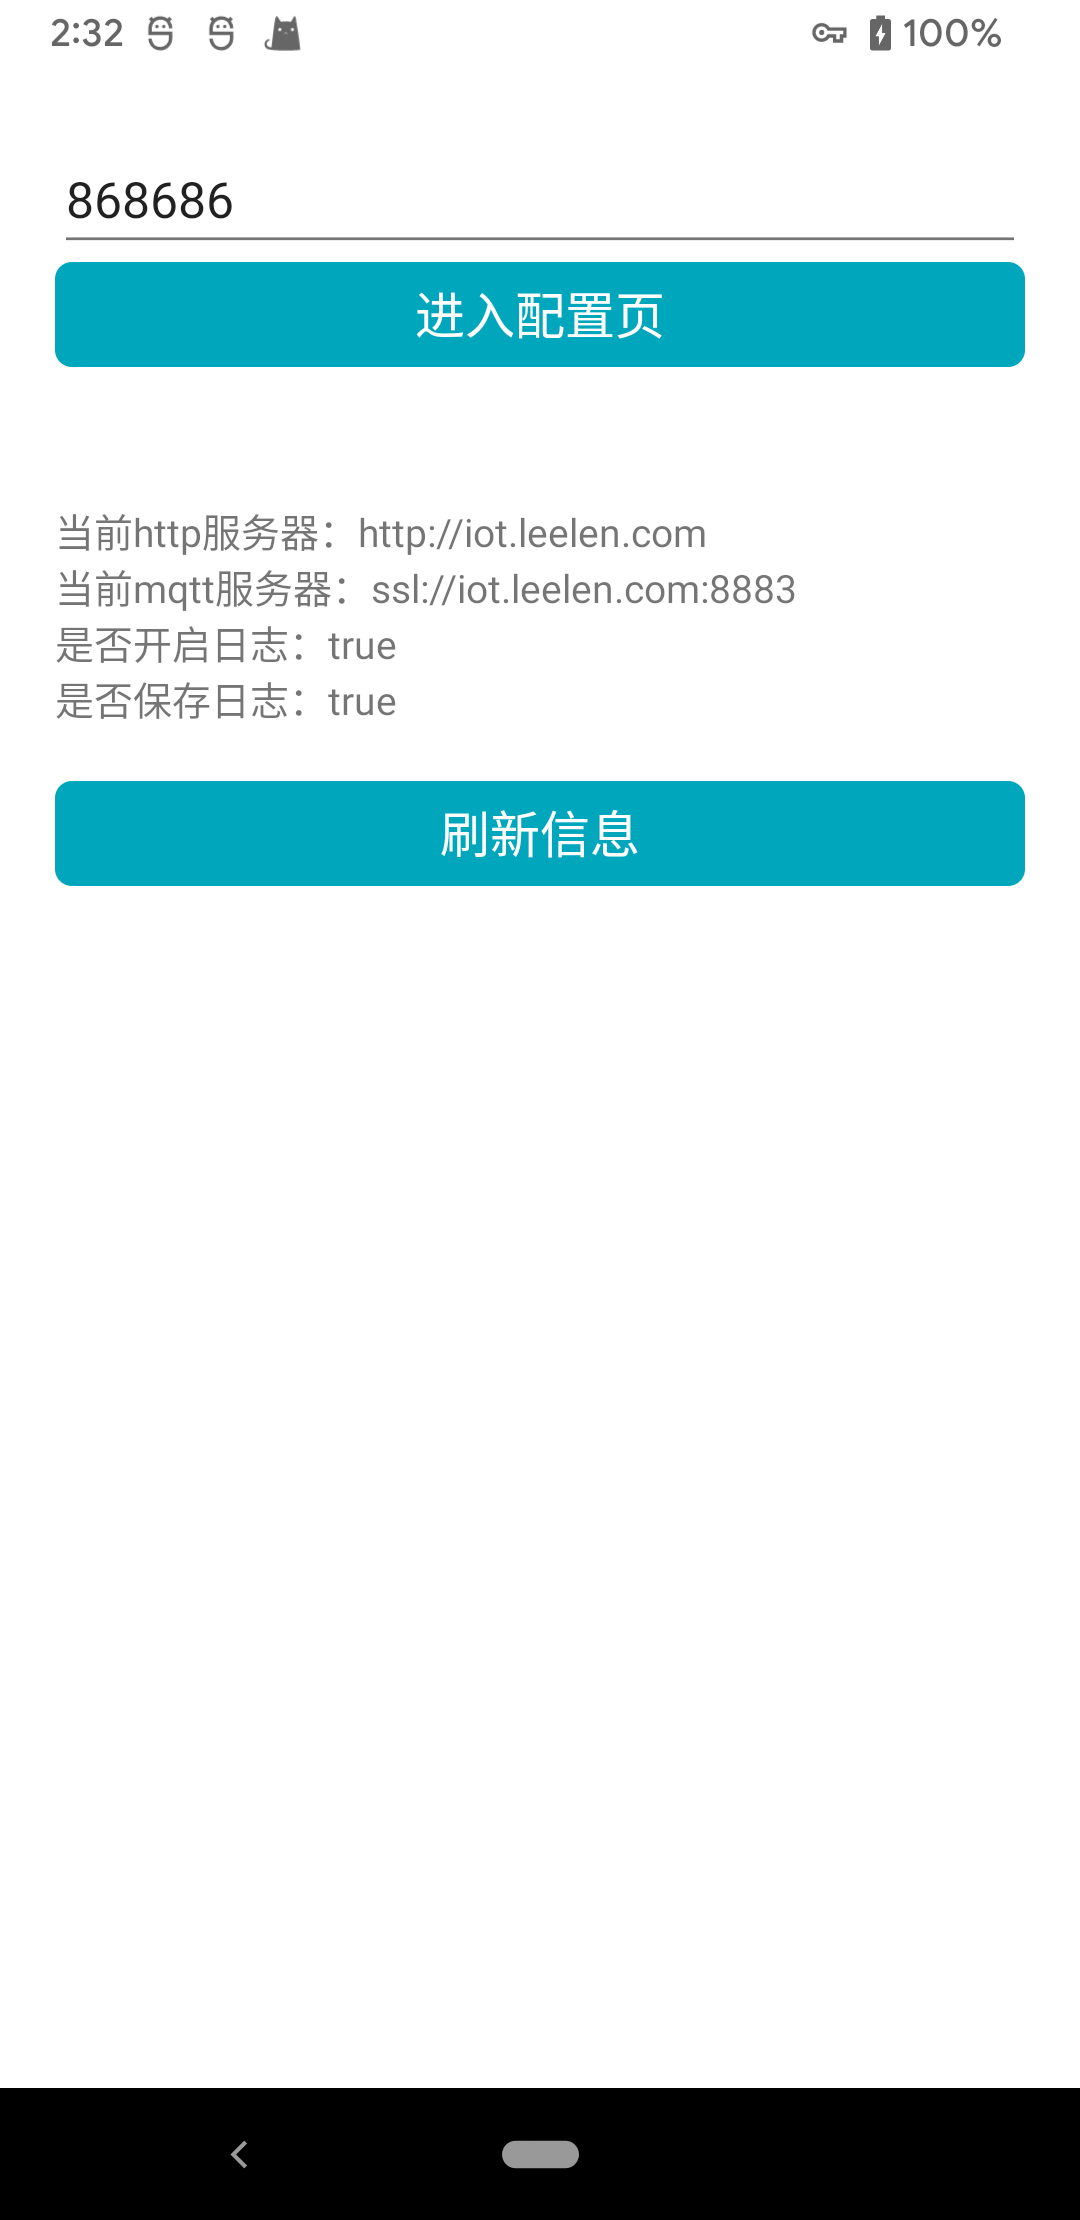 2:32
100%
868686
进入配置页
当前http服务器：http://iot.leelen.com
当前mqtt服务器：ssl://iot.leelen.com:8883
是否开启日志：true
是否保存日志：true
刷新信息